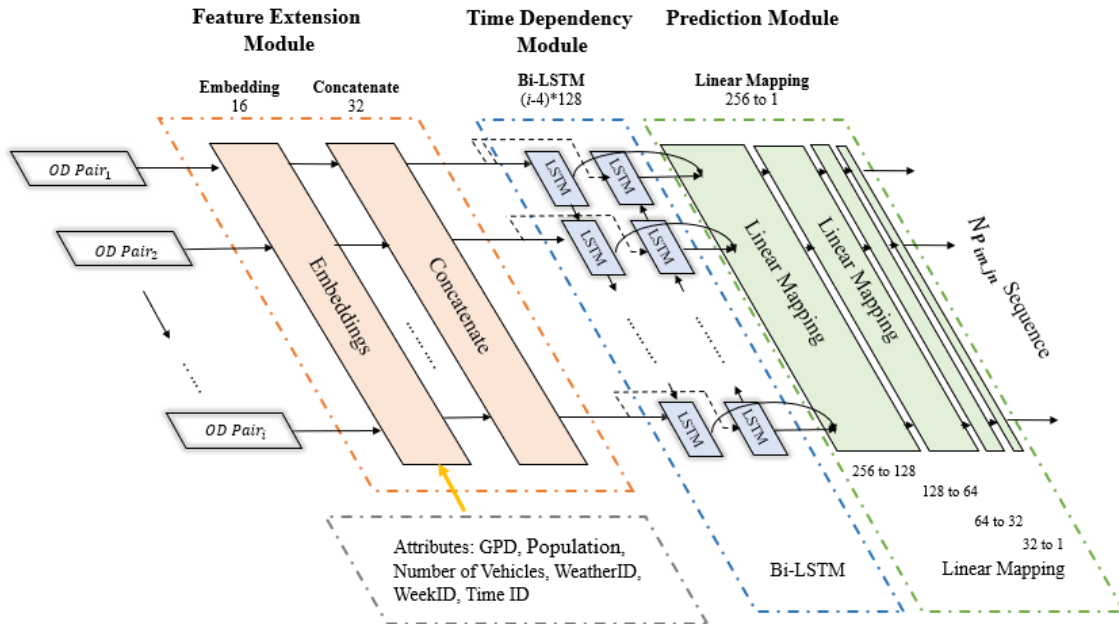 Feature Extension
Module
Time Dependency
Module
Prediction Module
Embedding
16
Concatenate
32
Bi-LSTM
(i-4)*128
Linear Mapping
256 to 1
OD Pair₁
OD Pair₂
OD Pairᵢ
Embeddings
Concatenate
LSTM
LSTM
LSTM
LSTM
LSTM
LSTM
Linear Mapping
Linear Mapping
N_P im,jn Sequence
256 to 128
128 to 64
64 to 32
32 to 1
Linear Mapping
Bi-LSTM
Attributes: GPD, Population,
Number of Vehicles, WeatherID,
WeekID, Time ID